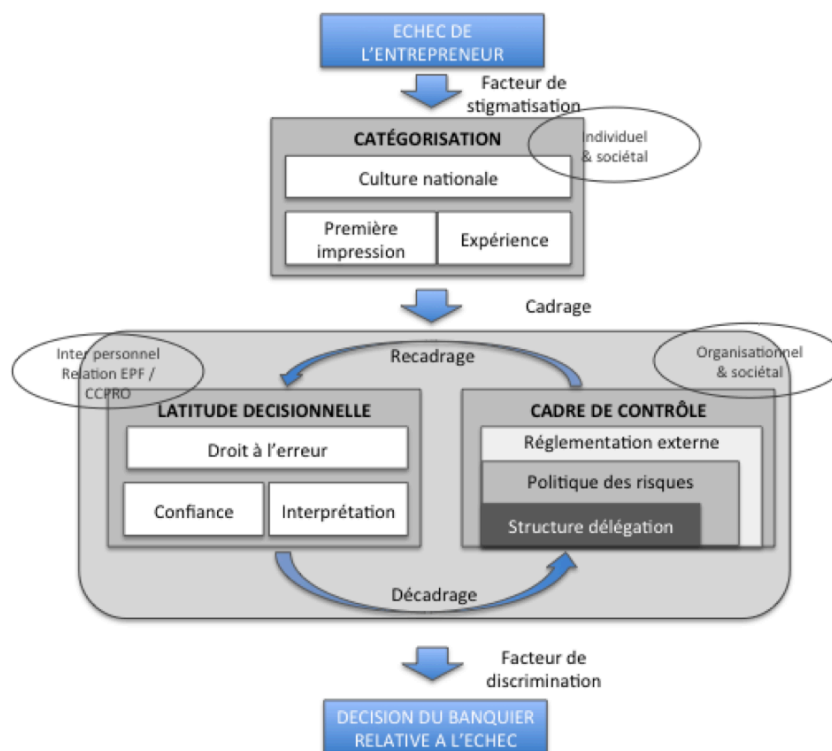 ECHEC DE
L'ENTREPRENEUR
Facteur de
stigmatisation
CATÉGORISATION
Individuel
& sociétal
Culture nationale
Première
impression
Expérience
Cadrage
Inter personnel
Relation EPF /
CCPRO
Recadrage
Organisationnel
& sociétal
LATITUDE DECISIONNELLE
Droit à l'erreur
Confiance
Interprétation
CADRE DE CONTRÔLE
Réglementation externe
Politique des risques
Structure délégation
Décadrage
Facteur de
discrimination
DECISION DU BANQUIER
RELATIVE A L'ECHEC